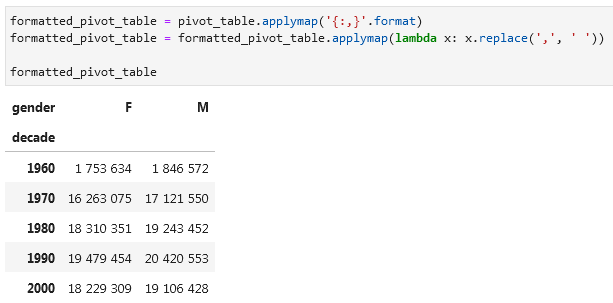 formatted_pivot_table = pivot_table.applymap('{:,}'.format)
formatted_pivot_table = formatted_pivot_table.applymap(lambda x: x.replace(',', ' '))
formatted_pivot_table
gender F M
decade
1960 1 753 634 1 846 572
1970 16 263 075 17 121 550
1980 18 310 351 19 243 452
1990 19 479 454 20 420 553
2000 18 229 309 19 106 428